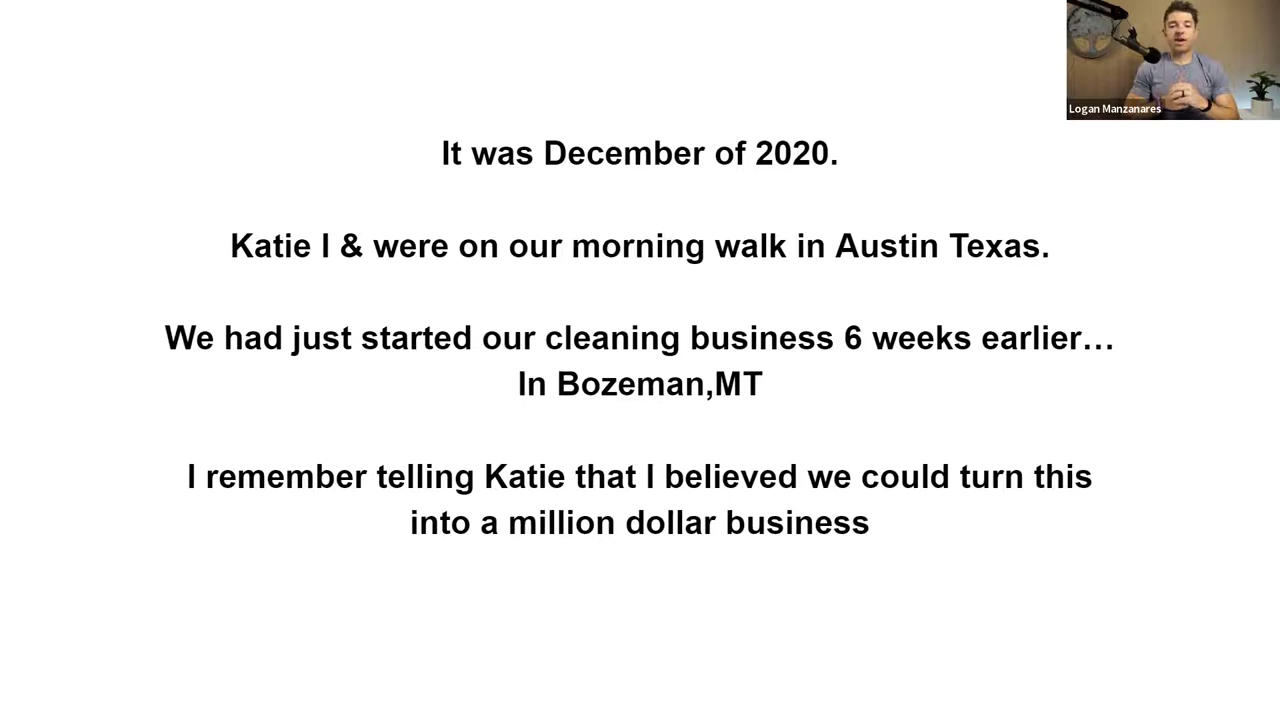 Logan Manzanares
It was December of 2020.
Katie I & were on our morning walk in Austin Texas.
We had just started our cleaning business 6 weeks earlier…
In Bozeman,MT
I remember telling Katie that I believed we could turn this
into a million dollar business